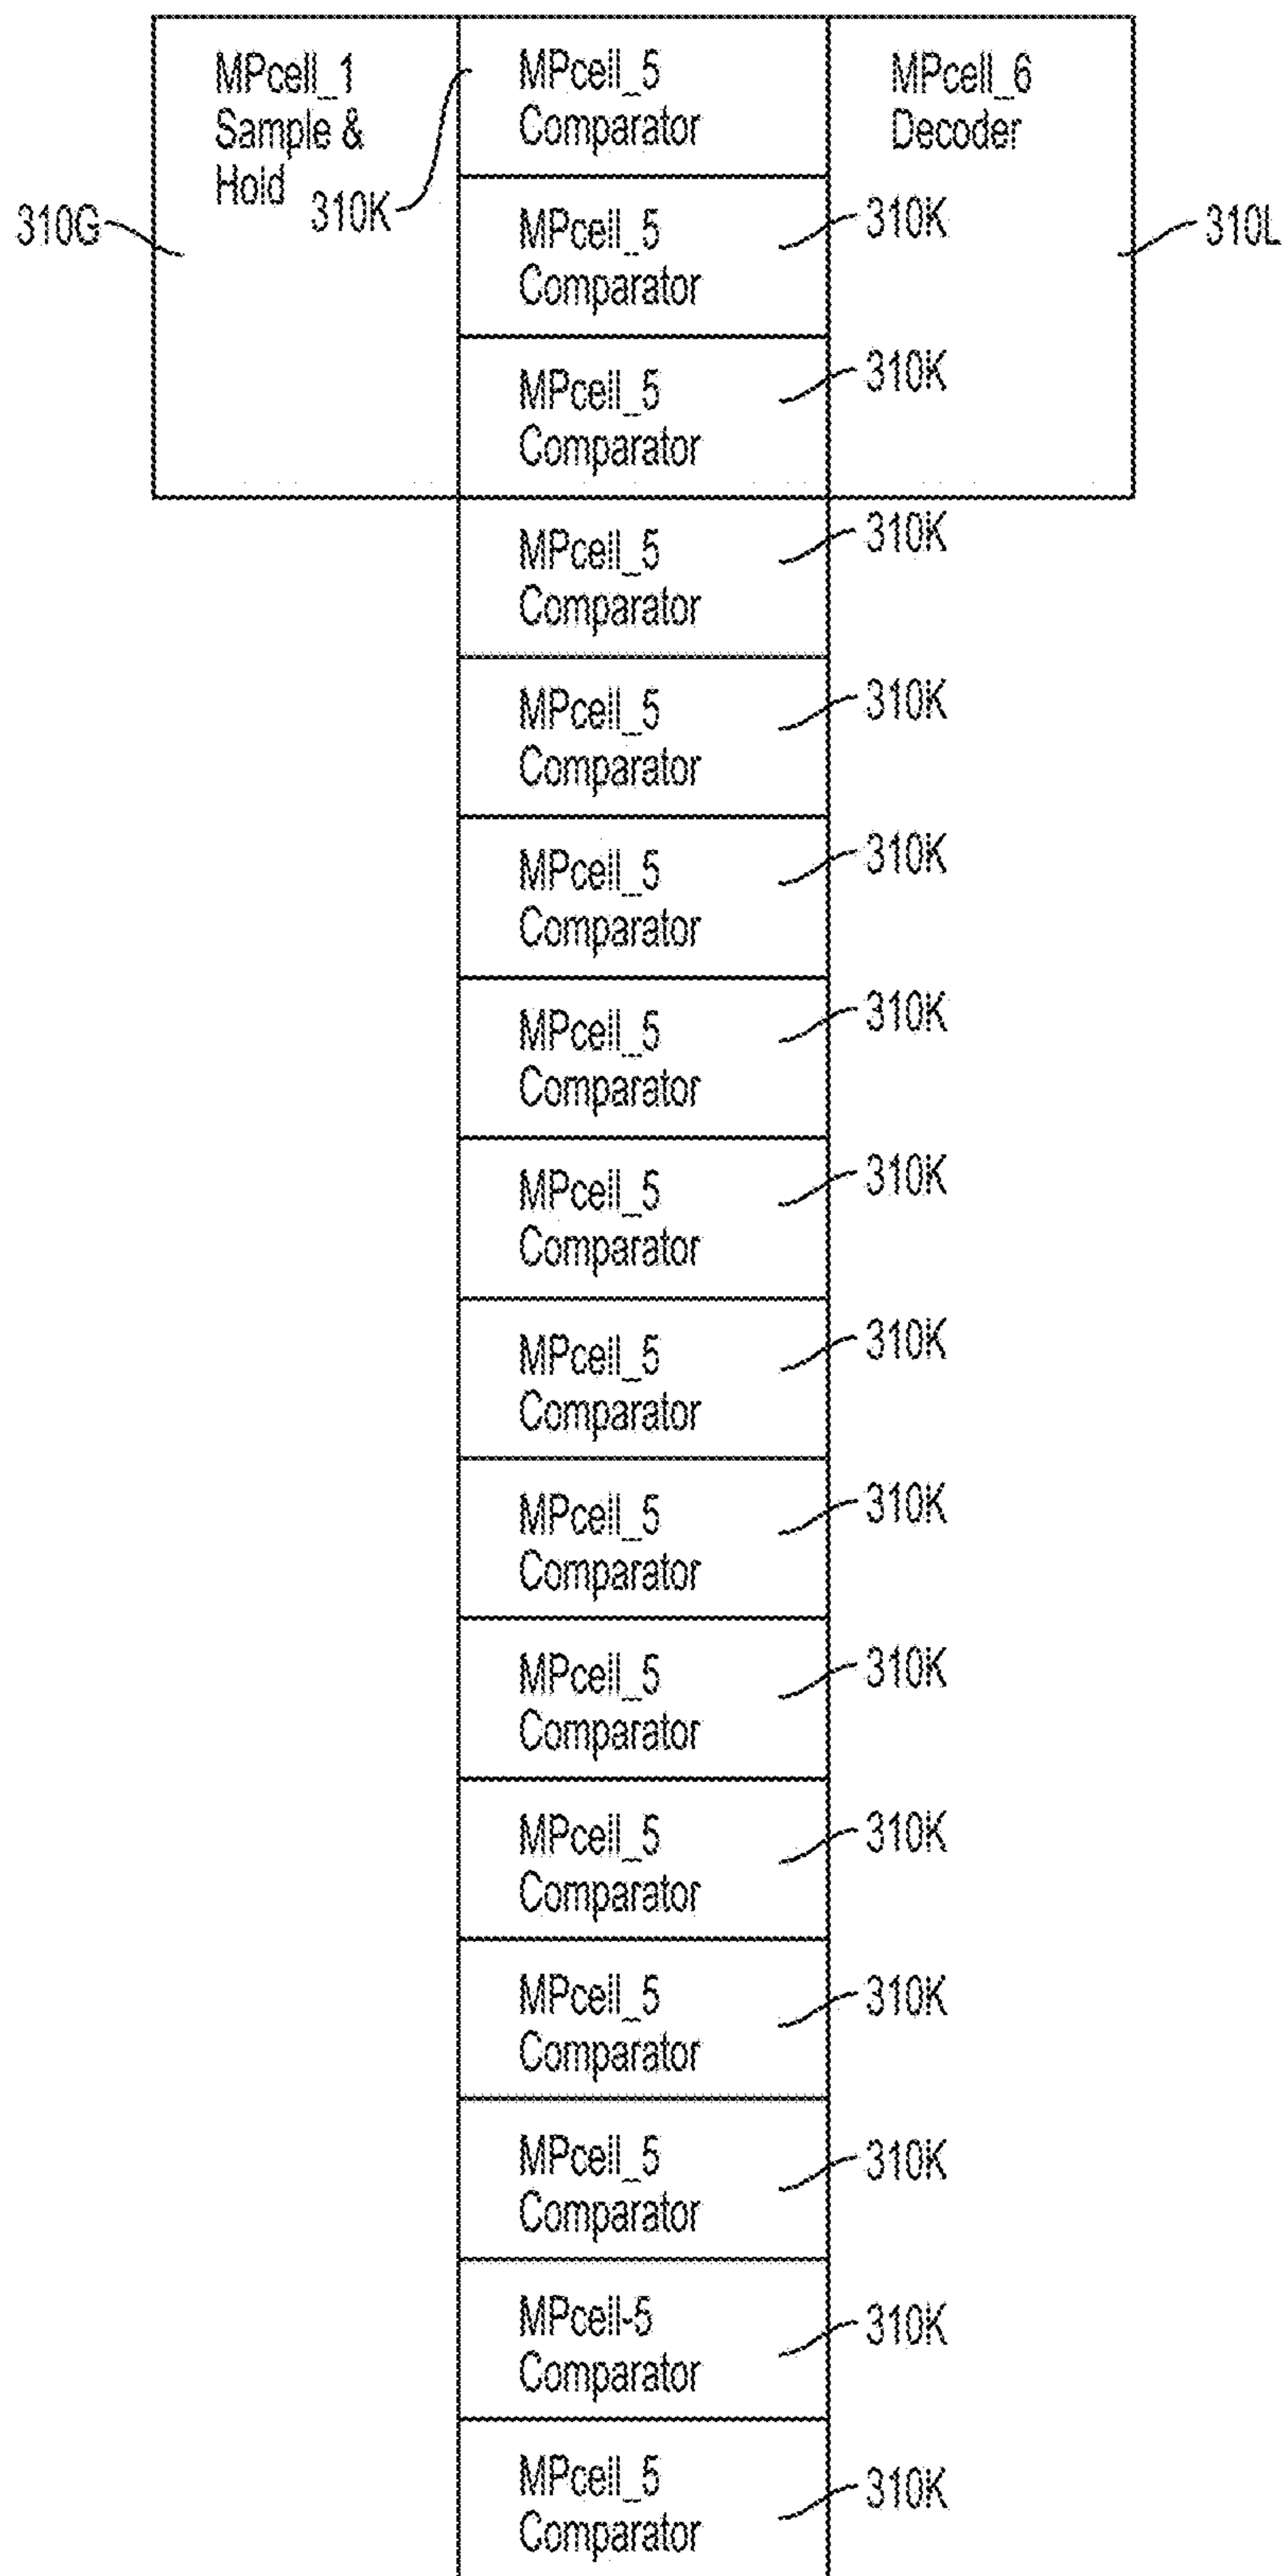 MPcell_1
Sample &
Hold
310G
310K
MPcell_5
Comparator
MPcell_6
Decoder
310L
MPcell_5
Comparator
310K
MPcell_5
Comparator
310K
MPcell_5
Comparator
310K
MPcell_5
Comparator
310K
MPcell_5
Comparator
310K
MPcell_5
Comparator
310K
MPcell_5
Comparator
310K
MPcell_5
Comparator
310K
MPcell_5
Comparator
310K
MPcell_5
Comparator
310K
MPcell_5
Comparator
310K
MPcell_5
Comparator
310K
MPcell_5
Comparator
310K
MPcell-5
Comparator
310K
MPcell_5
Comparator
310K